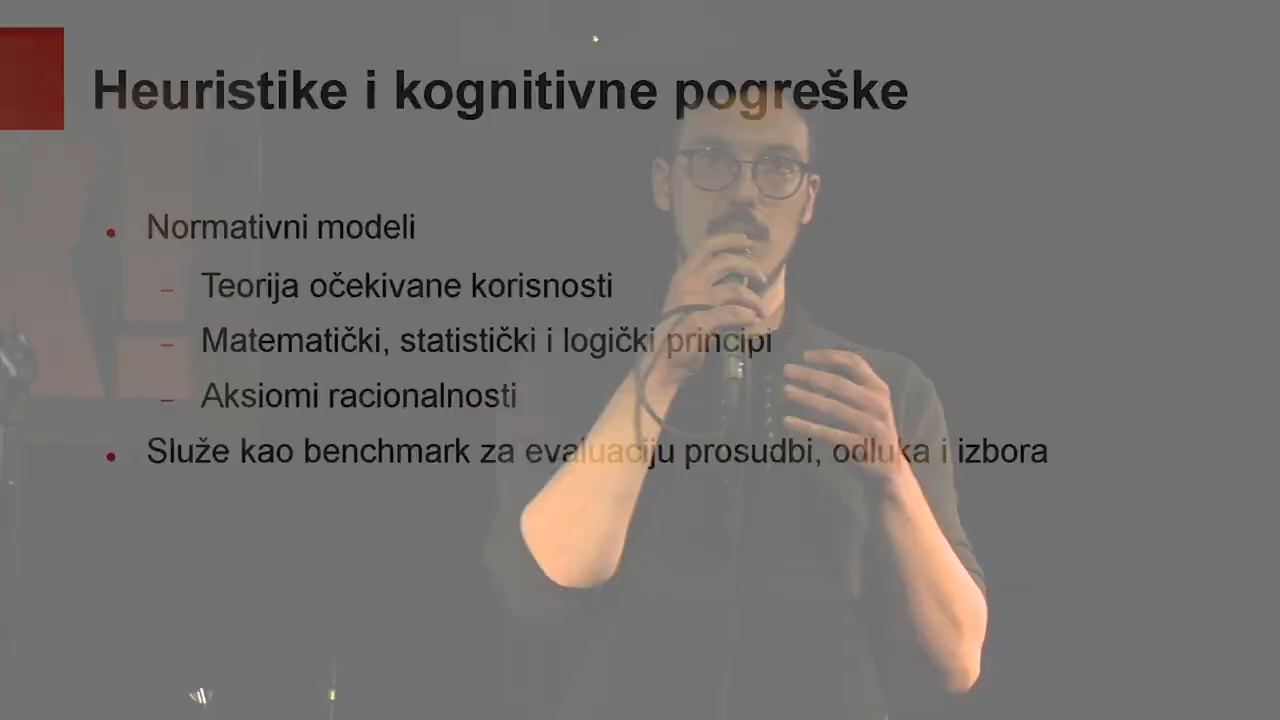 Heuristike i kognitivne pogreške
Normativni modeli
Teorija očekivane korisnosti
Matematički, statistički i logički principi
Aksiomi racionalnosti
Služe kao benchmark za evaluaciju prosudbi, odluka i izbora